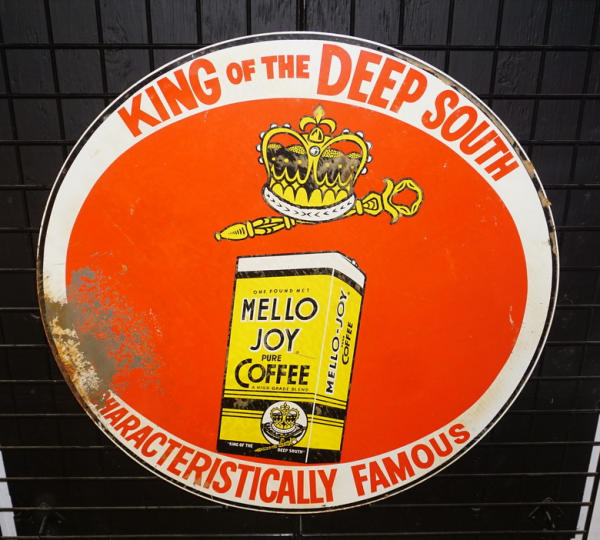 KING OF THE DEEP SOUTH
ONE POUND NET
MELLO
JOY
PURE
COFFEE
A HIGH GRADE BLEND
"KING OF THE
DEEP SOUTH"
MELLO-JOY
COFFEE
CHARACTERISTICALLY FAMOUS